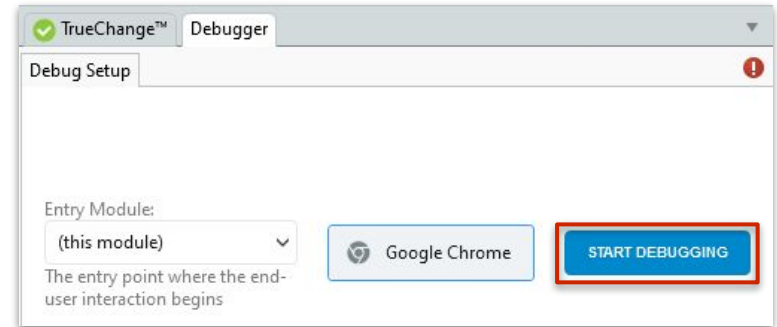 TrueChange™ Debugger
Debug Setup
Entry Module:
(this module)
Google Chrome
START DEBUGGING
The entry point where the end-
user interaction begins